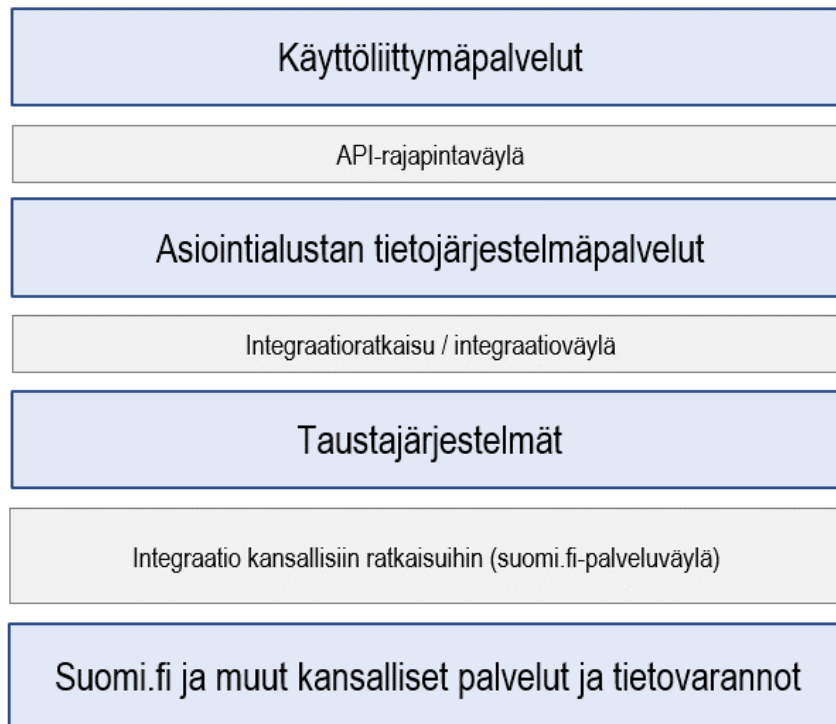 Käyttöliittymäpalvelut
API-rajapintaväylä
Asiointialustan tietojärjestelmäpalvelut
Integraatioratkaisu / integraatioväylä
Taustajärjestelmät
Integraatio kansallisiin ratkaisuihin (suomi.fi-palveluväylä)
Suomi.fi ja muut kansalliset palvelut ja tietovarannot